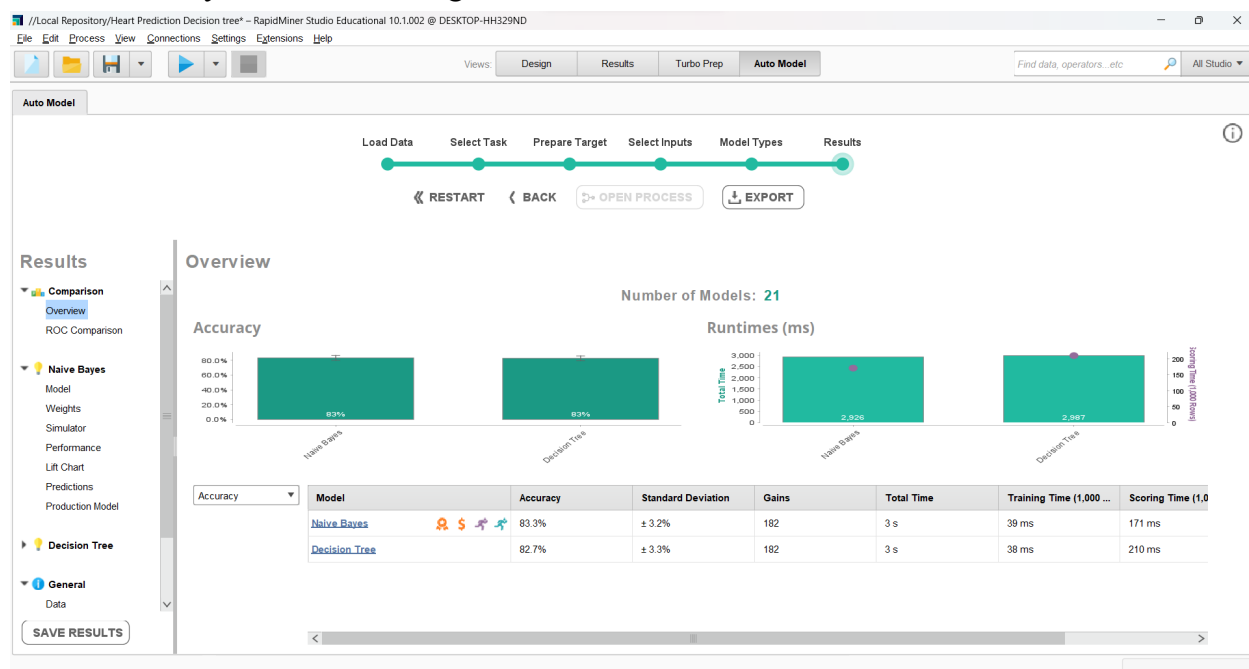 //Local Repository/Heart Prediction Decision tree* – RapidMiner Studio Educational 10.1.002 @ DESKTOP-HH329ND
File Edit Process View Connections Settings Extensions Help
Views: Design Results Turbo Prep Auto Model
Find data, operators...etc All Studio
Auto Model
Load Data Select Task Prepare Target Select Inputs Model Types Results
RESTART BACK OPEN PROCESS EXPORT
Results
Comparison
Overview
ROC Comparison
Naive Bayes
Model
Weights
Simulator
Performance
Lift Chart
Predictions
Production Model
Decision Tree
General
Data
SAVE RESULTS
Overview
Number of Models: 21
Accuracy
80.0%
60.0%
40.0%
20.0%
0.0%
83%
83%
Naive Bayes
Decision Tree
Runtimes (ms)
Total Time
3,000
2,500
2,000
1,500
1,000
500
0
2,926
2,987
Naive Bayes
Decision Tree
200
150
100
50
0
Scoring Time (1,000 Rows)
Accuracy
Model Accuracy Standard Deviation Gains Total Time Training Time (1,000 ... Scoring Time (1,0
Naive Bayes 83.3% ± 3.2% 182 3 s 39 ms 171 ms
Decision Tree 82.7% ± 3.3% 182 3 s 38 ms 210 ms